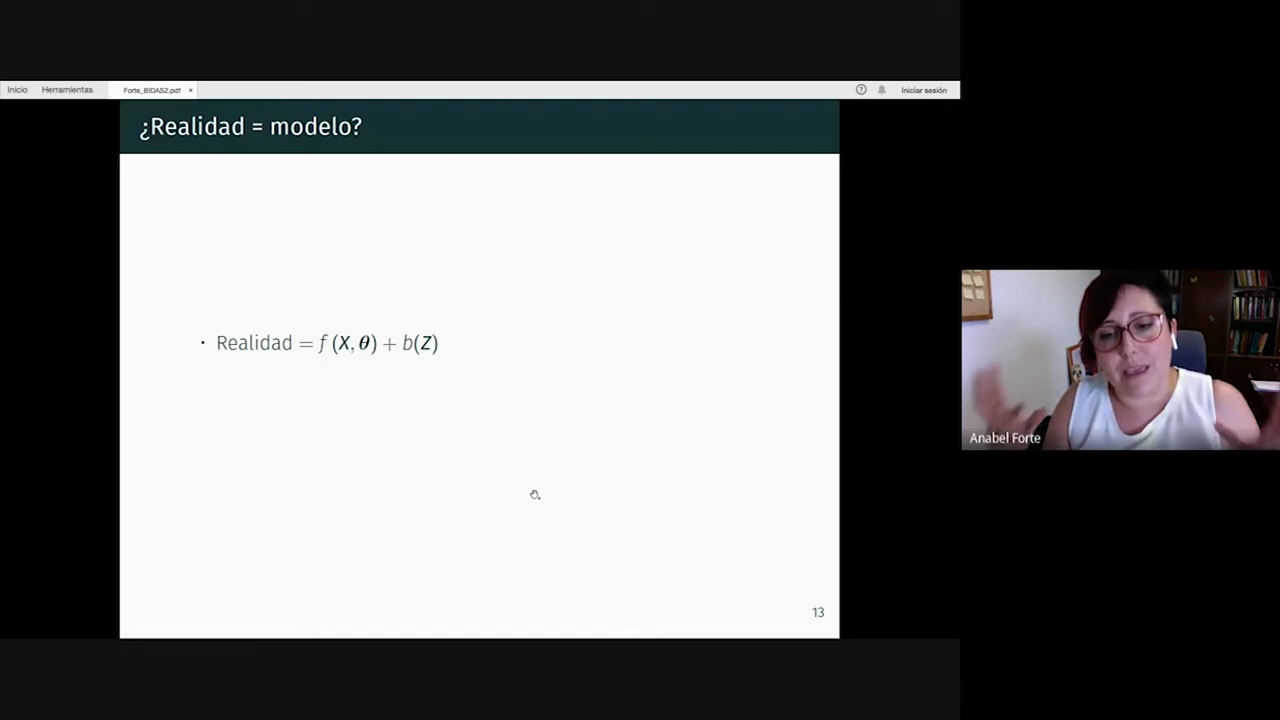 Inicio Herramientas Forte_BIDAS2.pdf × Iniciar sesión
¿Realidad = modelo?
· Realidad = f (X, θ) + b(Z)
Anabel Forte
13